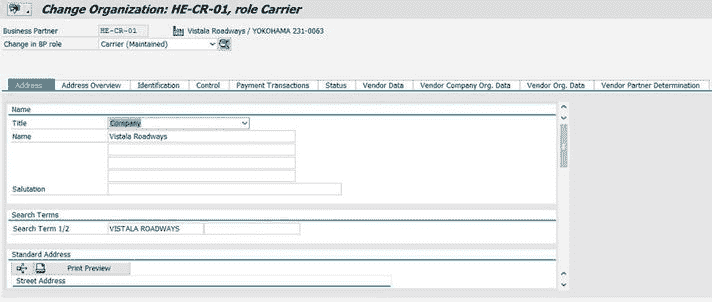 Change Organization: HE-CR-01, role Carrier
Business Partner HE-CR-01 Vistala Roadways / YOKOHAMA 231-0063
Change in BP role Carrier (Maintained)
Address Address Overview Identification Control Payment Transactions Status Vendor Data Vendor Company Org. Data Vendor Org. Data Vendor Partner Determination
Name
Title Company
Name Vistala Roadways
Salutation
Search Terms
Search Term 1/2 VISTALA ROADWAYS
Standard Address
Print Preview
Street Address